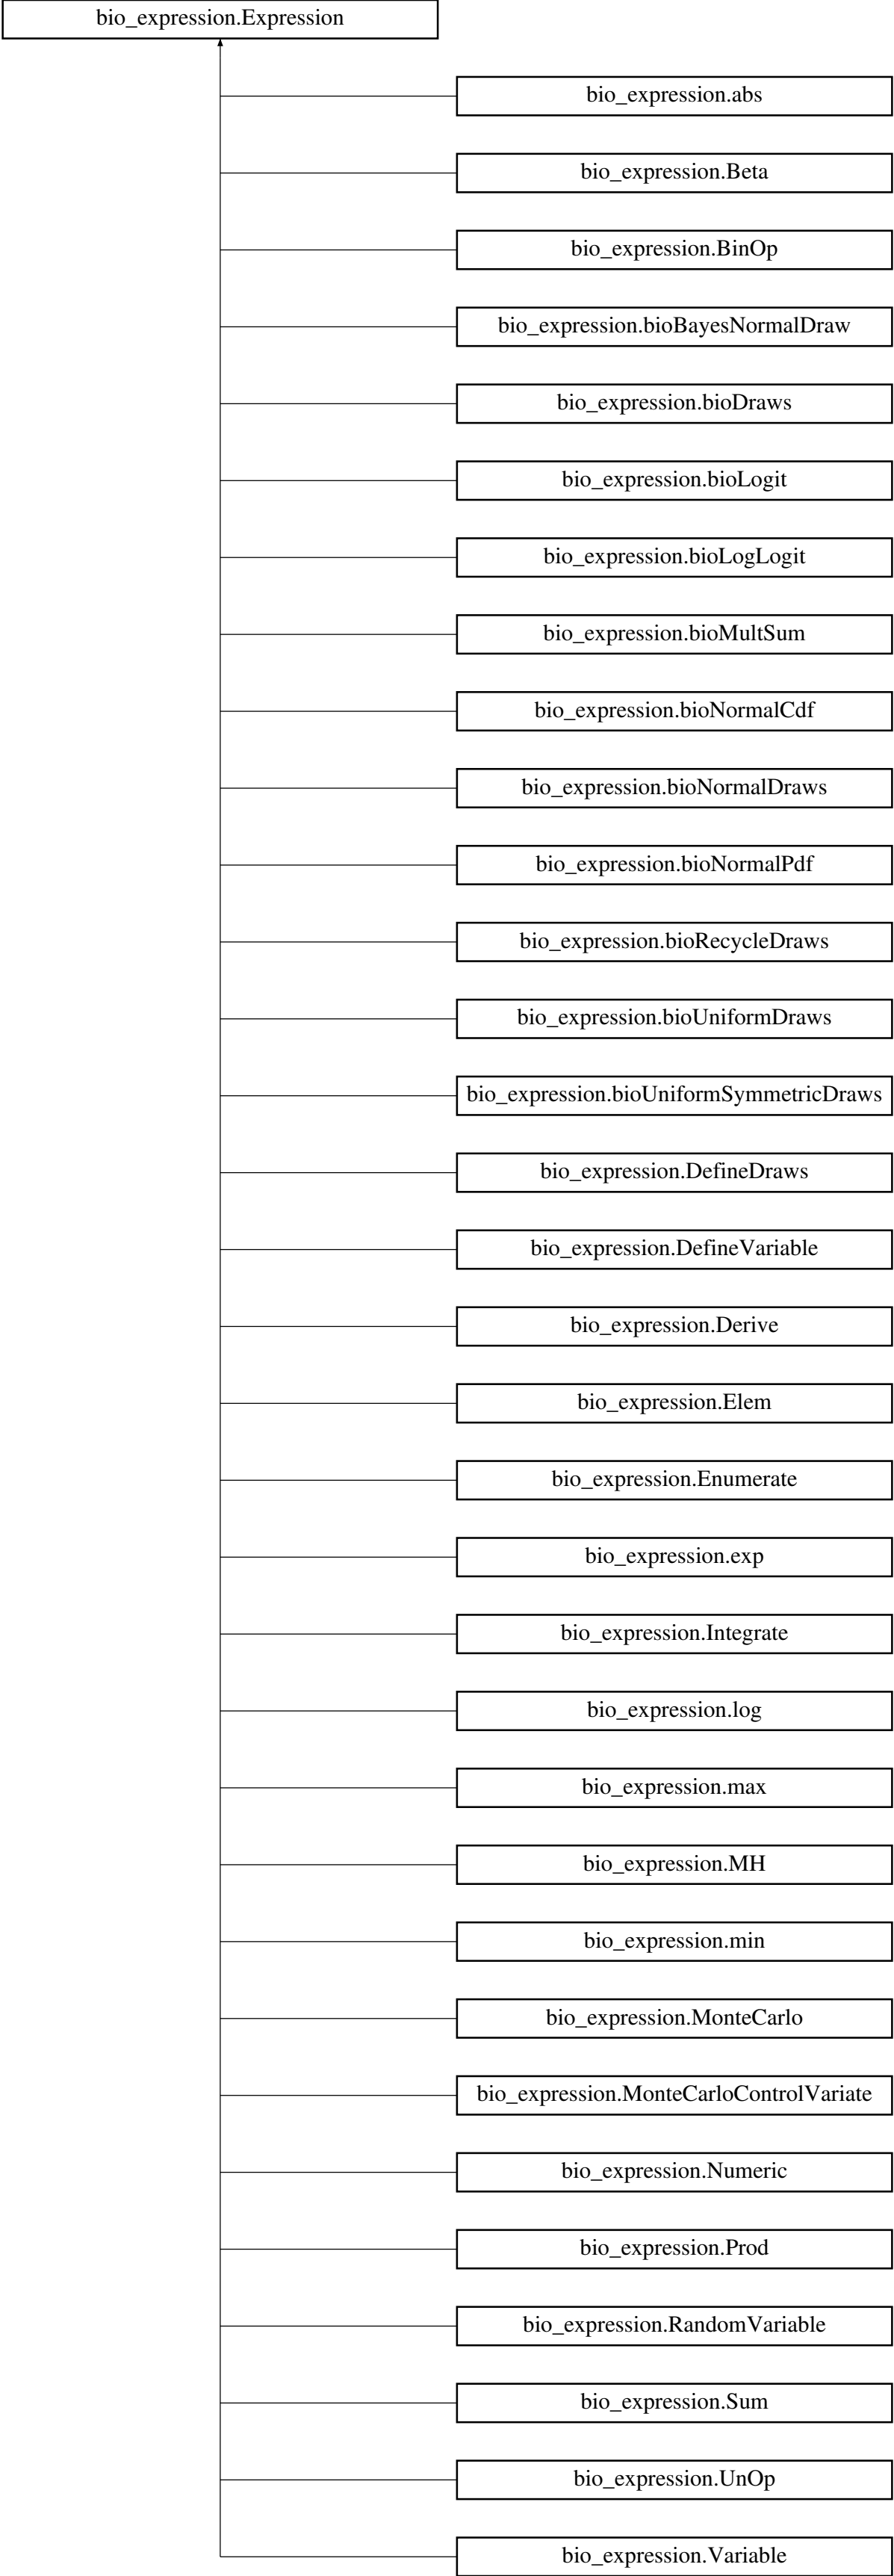 bio_expression.Expression
bio_expression.abs
bio_expression.Beta
bio_expression.BinOp
bio_expression.bioBayesNormalDraw
bio_expression.bioDraws
bio_expression.bioLogit
bio_expression.bioLogLogit
bio_expression.bioMultSum
bio_expression.bioNormalCdf
bio_expression.bioNormalDraws
bio_expression.bioNormalPdf
bio_expression.bioRecycleDraws
bio_expression.bioUniformDraws
bio_expression.bioUniformSymmetricDraws
bio_expression.DefineDraws
bio_expression.DefineVariable
bio_expression.Derive
bio_expression.Elem
bio_expression.Enumerate
bio_expression.exp
bio_expression.Integrate
bio_expression.log
bio_expression.max
bio_expression.MH
bio_expression.min
bio_expression.MonteCarlo
bio_expression.MonteCarloControlVariate
bio_expression.Numeric
bio_expression.Prod
bio_expression.RandomVariable
bio_expression.Sum
bio_expression.UnOp
bio_expression.Variable